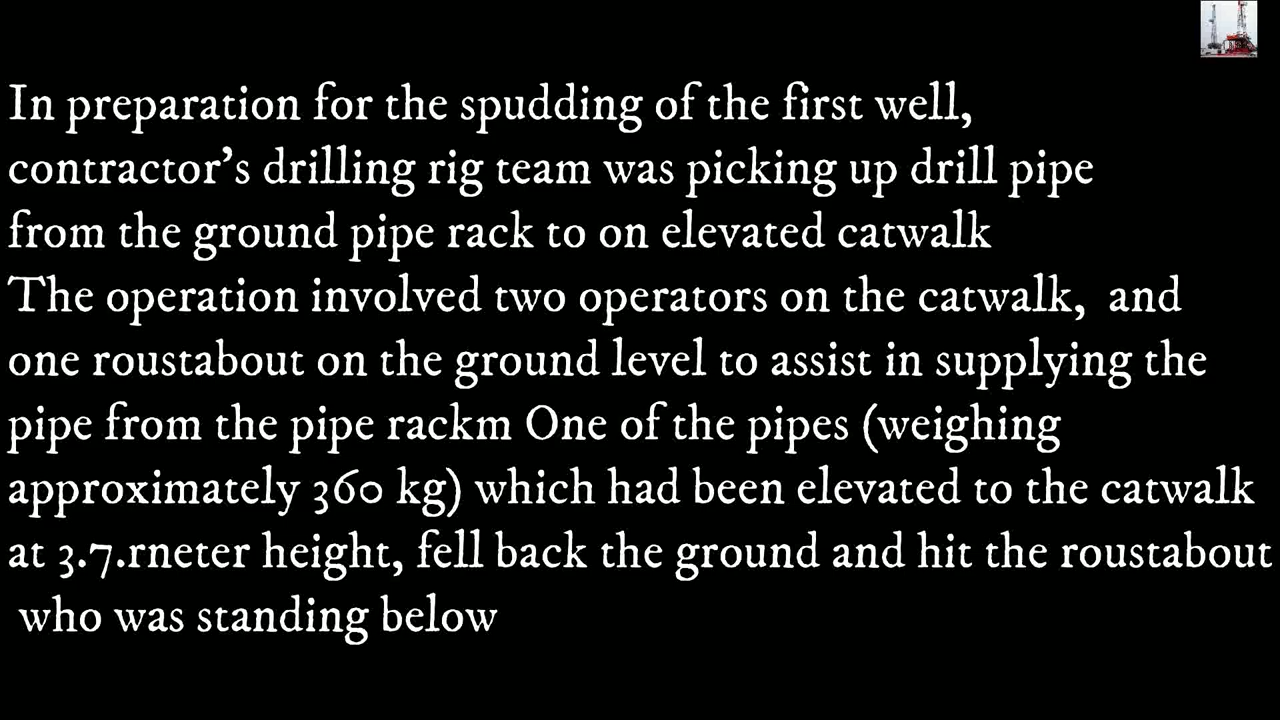 In preparation for the spudding of the first well,
contractor’s drilling rig team was picking up drill pipe
from the ground pipe rack to on elevated catwalk
The operation involved two operators on the catwalk,  and
one roustabout on the ground level to assist in supplying the
pipe from the pipe rackm One of the pipes (weighing
approximately 360 kg) which had been elevated to the catwalk
at 3.7.rneter height, fell back the ground and hit the roustabout
who was standing below